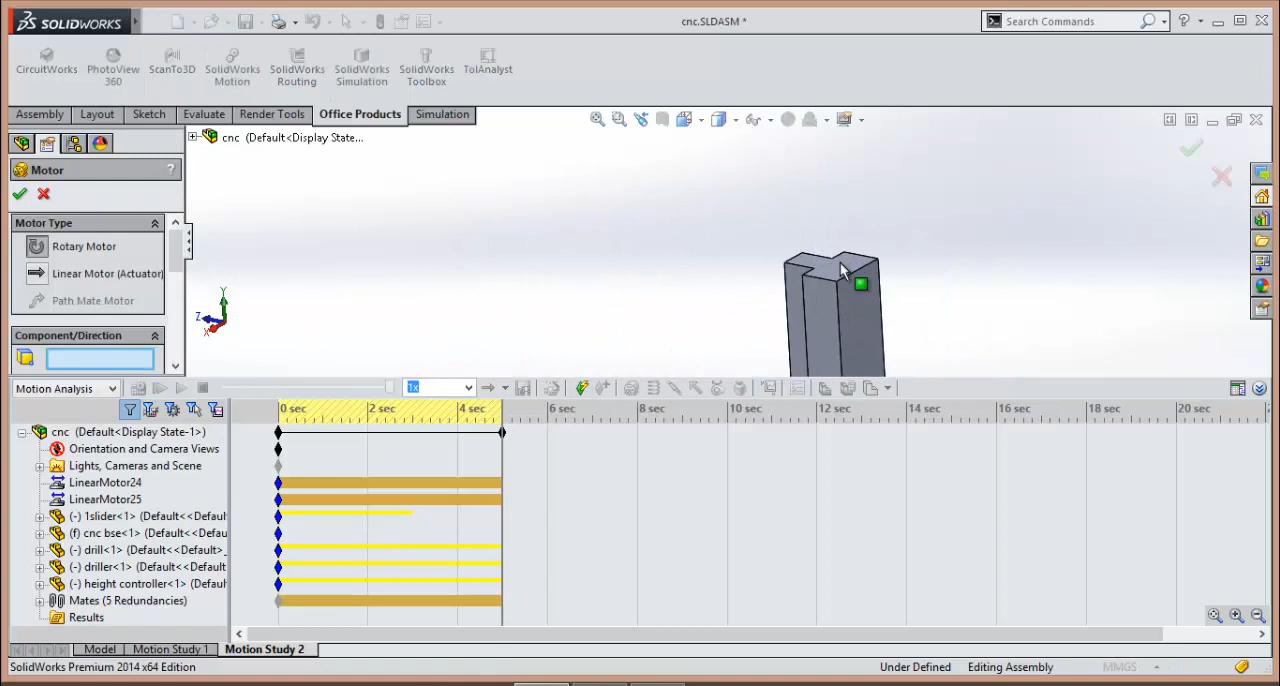 SOLIDWORKS
cnc.SLDASM *
Search Commands
CircuitWorks
PhotoView 360
ScanTo3D
SolidWorks Motion
SolidWorks Routing
SolidWorks Simulation
SolidWorks Toolbox
TolAnalyst
Assembly
Layout
Sketch
Evaluate
Render Tools
Office Products
Simulation
cnc (Default<Display State...
Motor
?
Motor Type
Rotary Motor
Linear Motor (Actuator)
Path Mate Motor
Component/Direction
Y
Z
X
Motion Analysis
1x
0 sec
2 sec
4 sec
6 sec
8 sec
10 sec
12 sec
14 sec
16 sec
18 sec
20 sec
cnc (Default<Display State-1>)
Orientation and Camera Views
Lights, Cameras and Scene
LinearMotor24
LinearMotor25
(-) 1slider<1> (Default<<Defaul
(f) cnc bse<1> (Default<<Defau
(-) drill<1> (Default<<Default>_
(-) driller<1> (Default<<Default
(-) height controller<1> (Defaul
Mates (5 Redundancies)
Results
Model
Motion Study 1
Motion Study 2
SolidWorks Premium 2014 x64 Edition
Under Defined
Editing Assembly
MMGS